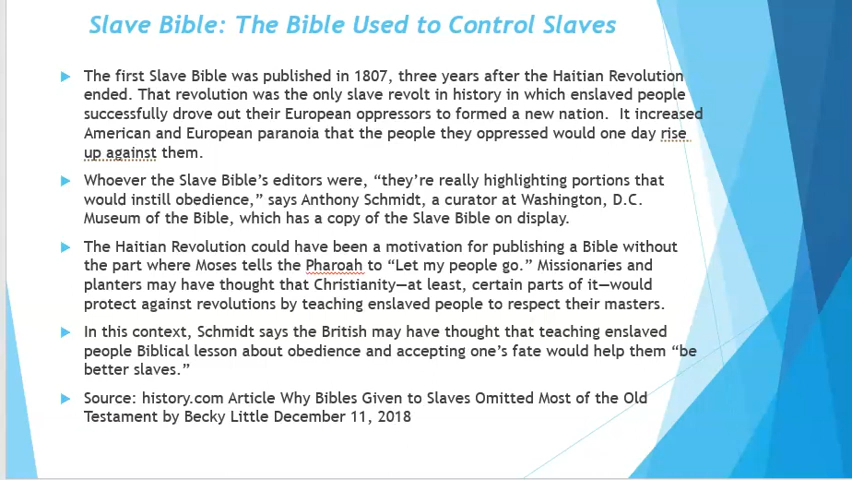 Slave Bible: The Bible Used to Control Slaves
The first Slave Bible was published in 1807, three years after the Haitian Revolution
ended. That revolution was the only slave revolt in history in which enslaved people
successfully drove out their European oppressors to formed a new nation. It increased
American and European paranoia that the people they oppressed would one day rise
up against them.
Whoever the Slave Bible's editors were, “they're really highlighting portions that
would instill obedience,” says Anthony Schmidt, a curator at Washington, D.C.
Museum of the Bible, which has a copy of the Slave Bible on display.
The Haitian Revolution could have been a motivation for publishing a Bible without
the part where Moses tells the Pharoah to “Let my people go.” Missionaries and
planters may have thought that Christianity—at least, certain parts of it—would
protect against revolutions by teaching enslaved people to respect their masters.
In this context, Schmidt says the British may have thought that teaching enslaved
people Biblical lesson about obedience and accepting one's fate would help them “be
better slaves.”
Source: history.com Article Why Bibles Given to Slaves Omitted Most of the Old
Testament by Becky Little December 11, 2018